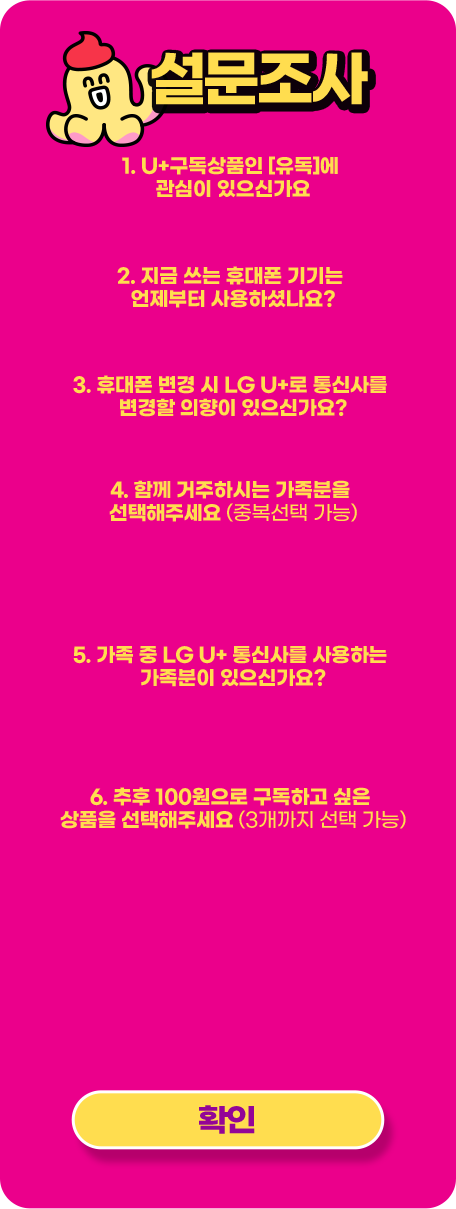 설문조사
1. U+구독상품인 [유독]에
관심이 있으신가요
2. 지금 쓰는 휴대폰 기기는
언제부터 사용하셨나요?
3. 휴대폰 변경 시 LG U+로 통신사를
변경할 의향이 있으신가요?
4. 함께 거주하시는 가족분을
선택해주세요 (중복선택 가능)
5. 가족 중 LG U+ 통신사를 사용하는
가족분이 있으신가요?
6. 추후 100원으로 구독하고 싶은
상품을 선택해주세요 (3개까지 선택 가능)
확인